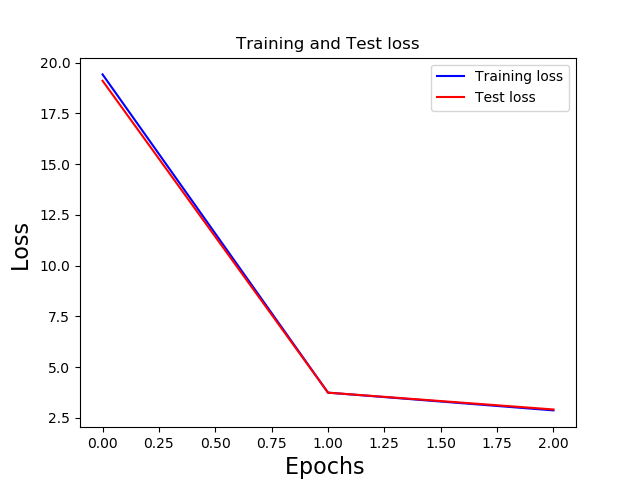 Training and Test loss
Training loss
Test loss
20.0
17.5
15.0
12.5
10.0
7.5
5.0
2.5
Loss
0.00 0.25 0.50 0.75 1.00 1.25 1.50 1.75 2.00
Epochs